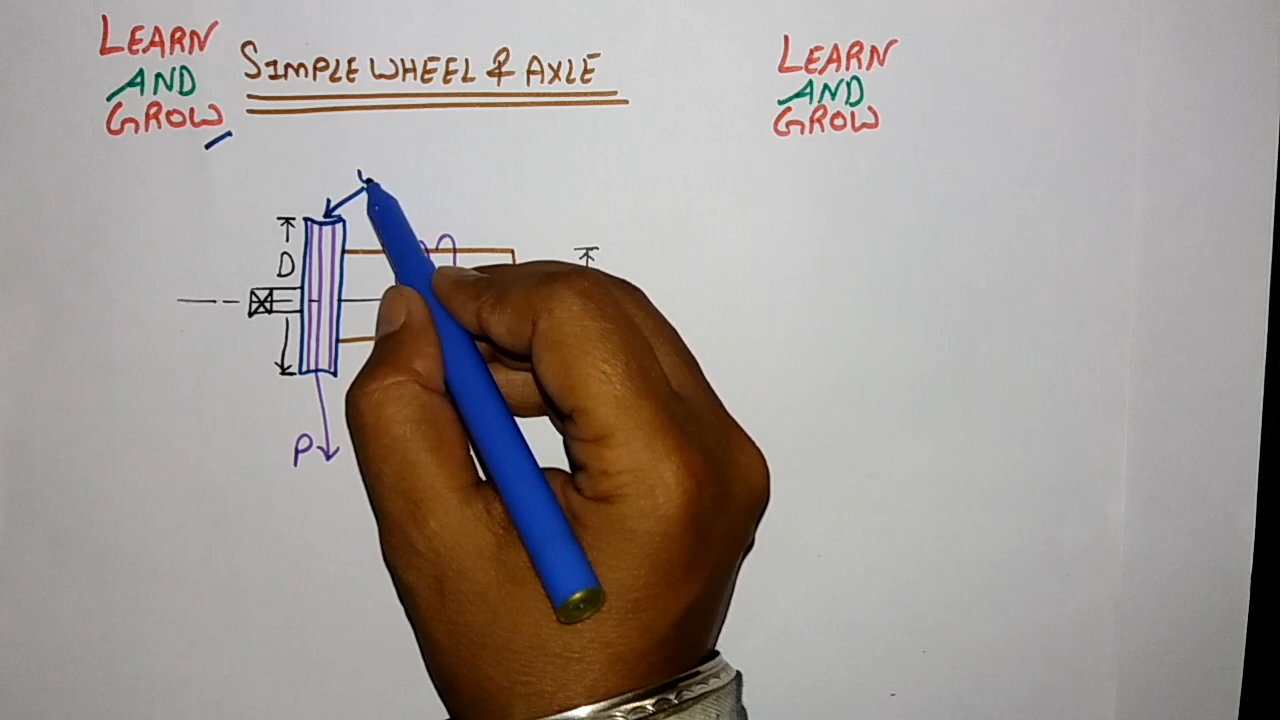 LEARN
AND
GROW
SIMPLE WHEEL & AXLE
LEARN
AND
GROW
D
P